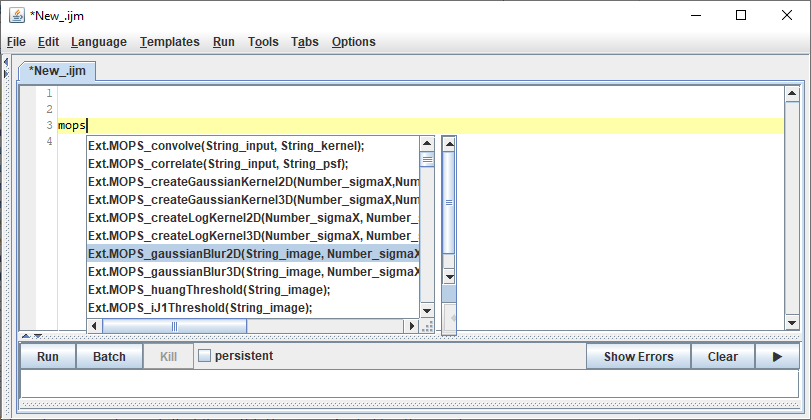 *New_.ijm
File Edit Language Templates Run Tools Tabs Options
*New_.ijm
1
2
3 mops
4
Ext.MOPS_convolve(String_input, String_kernel);
Ext.MOPS_correlate(String_input, String_psf);
Ext.MOPS_createGaussianKernel2D(Number_sigmaX,Num
Ext.MOPS_createGaussianKernel3D(Number_sigmaX,Num
Ext.MOPS_createLogKernel2D(Number_sigmaX, Number_s
Ext.MOPS_createLogKernel3D(Number_sigmaX, Number_s
Ext.MOPS_gaussianBlur2D(String_image, Number_sigmaX
Ext.MOPS_gaussianBlur3D(String_image, Number_sigmaX
Ext.MOPS_huangThreshold(String_image);
Ext.MOPS_iJ1Threshold(String_image);
Run Batch Kill persistent Show Errors Clear